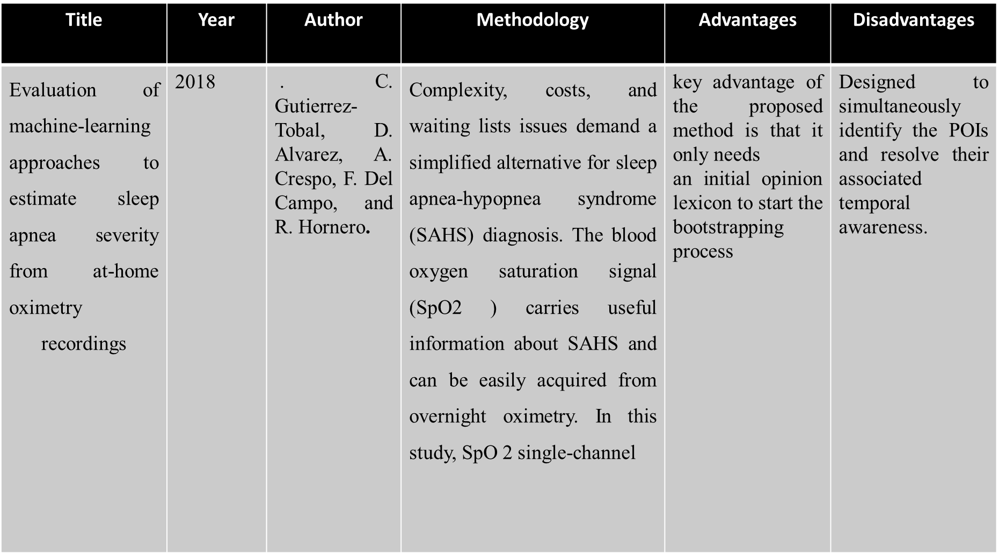 Title
Year
Author
Methodology
Advantages
Disadvantages
Evaluation of
machine-learning
approaches to
estimate sleep
apnea severity
from at-home
oximetry
recordings
2018
. C.
Gutierrez-
Tobal, D.
Alvarez, A.
Crespo, F. Del
Campo, and
R. Hornero.
Complexity, costs, and
waiting lists issues demand a
simplified alternative for sleep
apnea-hypopnea syndrome
(SAHS) diagnosis. The blood
oxygen saturation signal
(SpO2 ) carries useful
information about SAHS and
can be easily acquired from
overnight oximetry. In this
study, SpO 2 single-channel
key advantage of
the proposed
method is that it
only needs
an initial opinion
lexicon to start the
bootstrapping
process
Designed to
simultaneously
identify the POIs
and resolve their
associated
temporal
awareness.